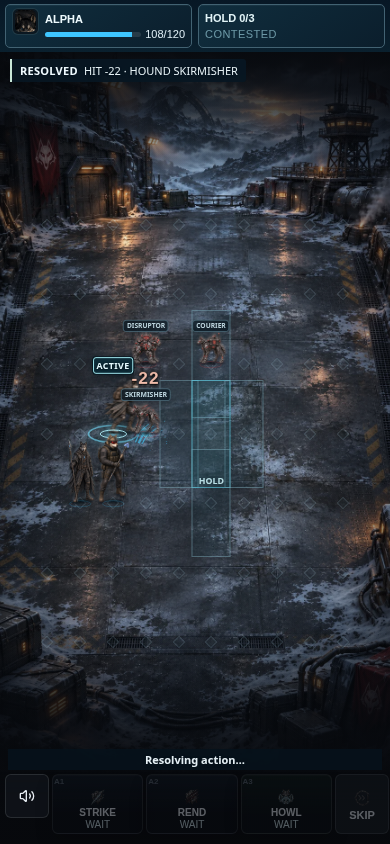 ALPHA
108/120
HOLD 0/3
CONTESTED
RESOLVED HIT -22 · HOUND SKIRMISHER
DISRUPTOR
COURIER
ACTIVE
-22
SKIRMISHER
HOLD
Resolving action...
A1
STRIKE
WAIT
A2
REND
WAIT
A3
HOWL
WAIT
SKIP